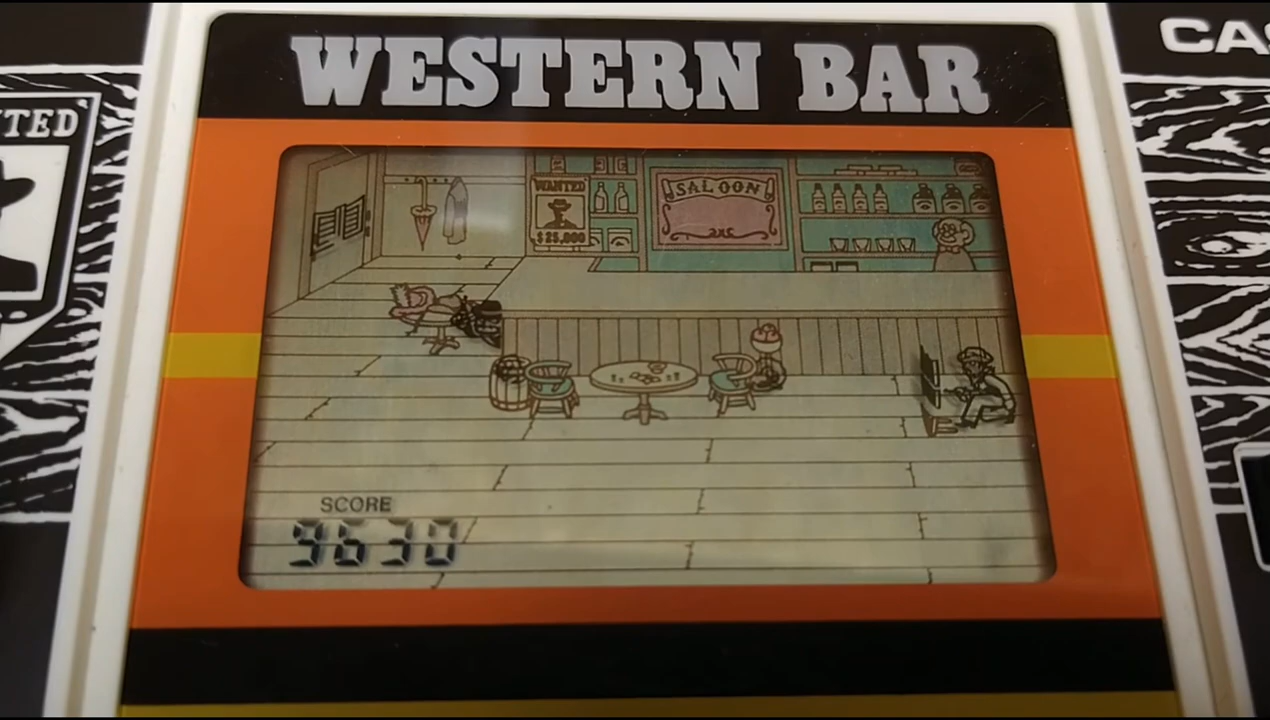 WESTERN BAR
CAS
TED
WANTED
$25,000
SALOON
SCORE
9630